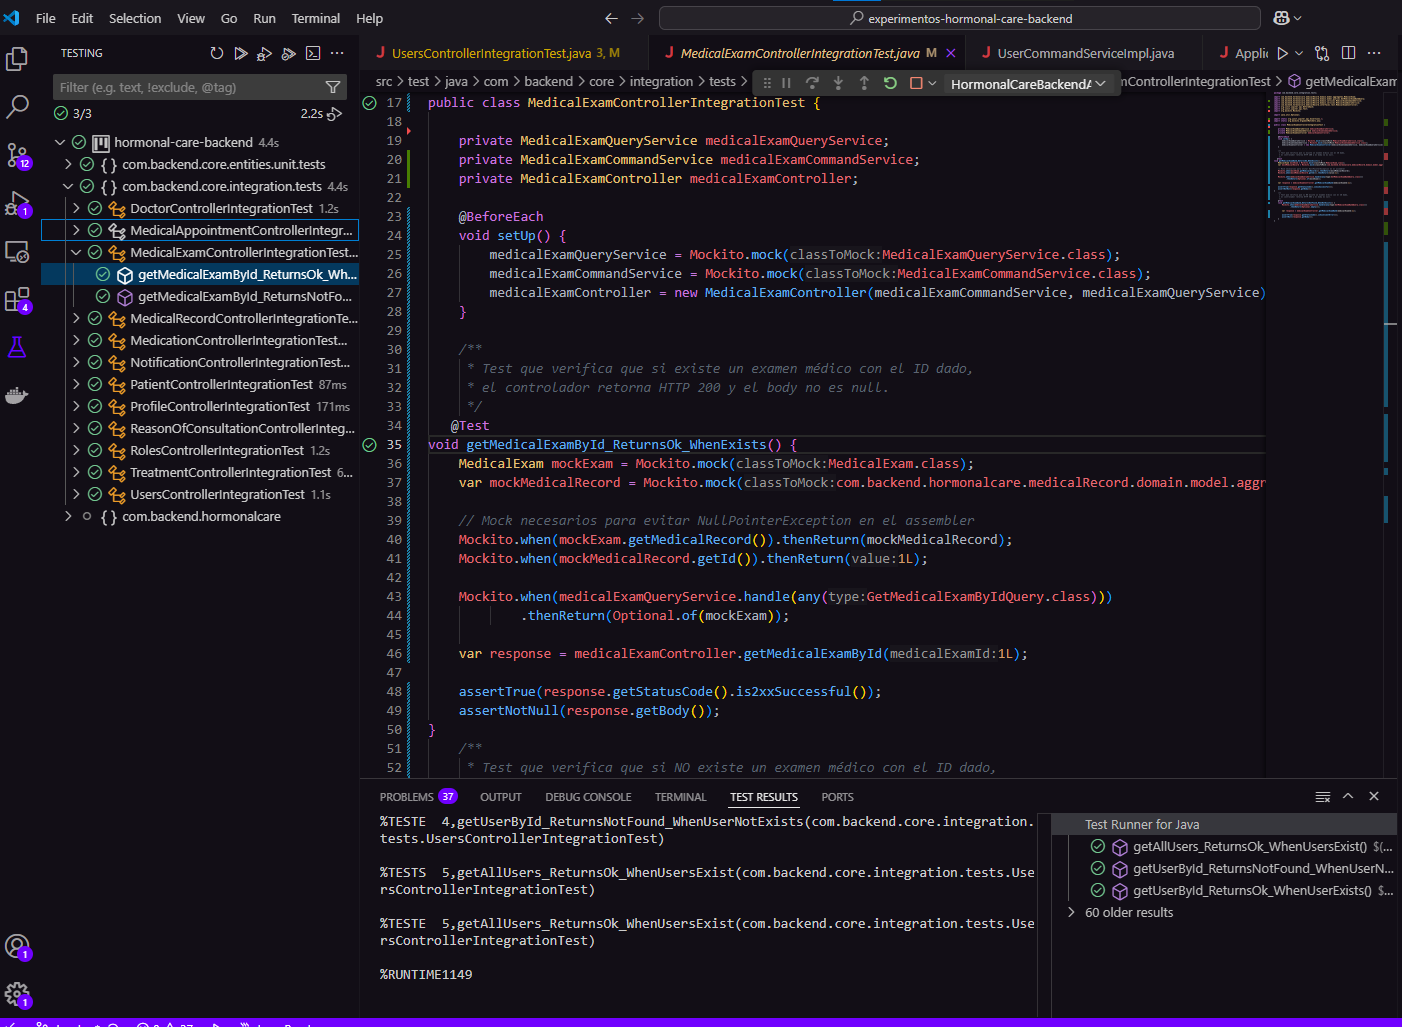 File Edit Selection View Go Run Terminal Help
experimentos-hormonal-care-backend
TESTING
Filter (e.g. text, !exclude, @tag)
3/3
2.2s
hormonal-care-backend 4.4s
com.backend.core.entities.unit.tests
com.backend.core.integration.tests 4.4s
DoctorControllerIntegrationTest 1.2s
MedicalAppointmentControllerIntegr...
MedicalExamControllerIntegrationTest...
getMedicalExamById_ReturnsOk_Wh...
getMedicalExamById_ReturnsNotFo...
MedicalRecordControllerIntegrationTe...
MedicationControllerIntegrationTest...
NotificationControllerIntegrationTest...
PatientControllerIntegrationTest 87ms
ProfileControllerIntegrationTest 171ms
ReasonOfConsultationControllerInteg...
RolesControllerIntegrationTest 1.2s
TreatmentControllerIntegrationTest 6...
UsersControllerIntegrationTest 1.1s
com.backend.hormonalcare
12
1
4
1
1
UsersControllerIntegrationTest.java 3, M
MedicalExamControllerIntegrationTest.java M
UserCommandServiceImpl.java
Applic
src > test > java > com > backend > core > integration > tests >
HormonalCareBackendA
mControllerIntegrationTest > getMedicalExam
17 public class MedicalExamControllerIntegrationTest {
18
19 private MedicalExamQueryService medicalExamQueryService;
20 private MedicalExamCommandService medicalExamCommandService;
21 private MedicalExamController medicalExamController;
22
23 @BeforeEach
24 void setUp() {
25 medicalExamQueryService = Mockito.mock(classToMock:MedicalExamQueryService.class);
26 medicalExamCommandService = Mockito.mock(classToMock:MedicalExamCommandService.class);
27 medicalExamController = new MedicalExamController(medicalExamCommandService, medicalExamQueryService)
28 }
29
30 /**
31 * Test que verifica que si existe un examen médico con el ID dado,
32 * el controlador retorna HTTP 200 y el body no es null.
33 */
34 @Test
35 void getMedicalExamById_ReturnsOk_WhenExists() {
36 MedicalExam mockExam = Mockito.mock(classToMock:MedicalExam.class);
37 var mockMedicalRecord = Mockito.mock(classToMock:com.backend.hormonalcare.medicalRecord.domain.model.aggr
38
39 // Mock necesarios para evitar NullPointerException en el assembler
40 Mockito.when(mockExam.getMedicalRecord()).thenReturn(mockMedicalRecord);
41 Mockito.when(mockMedicalRecord.getId()).thenReturn(value:1L);
42
43 Mockito.when(medicalExamQueryService.handle(any(type:GetMedicalExamByIdQuery.class)))
44 .thenReturn(Optional.of(mockExam));
45
46 var response = medicalExamController.getMedicalExamById(medicalExamId:1L);
47
48 assertTrue(response.getStatusCode().is2xxSuccessful());
49 assertNotNull(response.getBody());
50 }
51 /**
52 * Test que verifica que si NO existe un examen médico con el ID dado,
PROBLEMS 37 OUTPUT DEBUG CONSOLE TERMINAL TEST RESULTS PORTS
%TESTE 4,getUserById_ReturnsNotFound_WhenUserNotExists(com.backend.core.integration.
tests.UsersControllerIntegrationTest)
%TESTS 5,getAllUsers_ReturnsOk_WhenUsersExist(com.backend.core.integration.tests.Use
rsControllerIntegrationTest)
%TESTE 5,getAllUsers_ReturnsOk_WhenUsersExist(com.backend.core.integration.tests.Use
rsControllerIntegrationTest)
%RUNTIME1149
Test Runner for Java
getAllUsers_ReturnsOk_WhenUsersExist() $(...
getUserById_ReturnsNotFound_WhenUserN...
getUserById_ReturnsOk_WhenUserExists() $...
60 older results